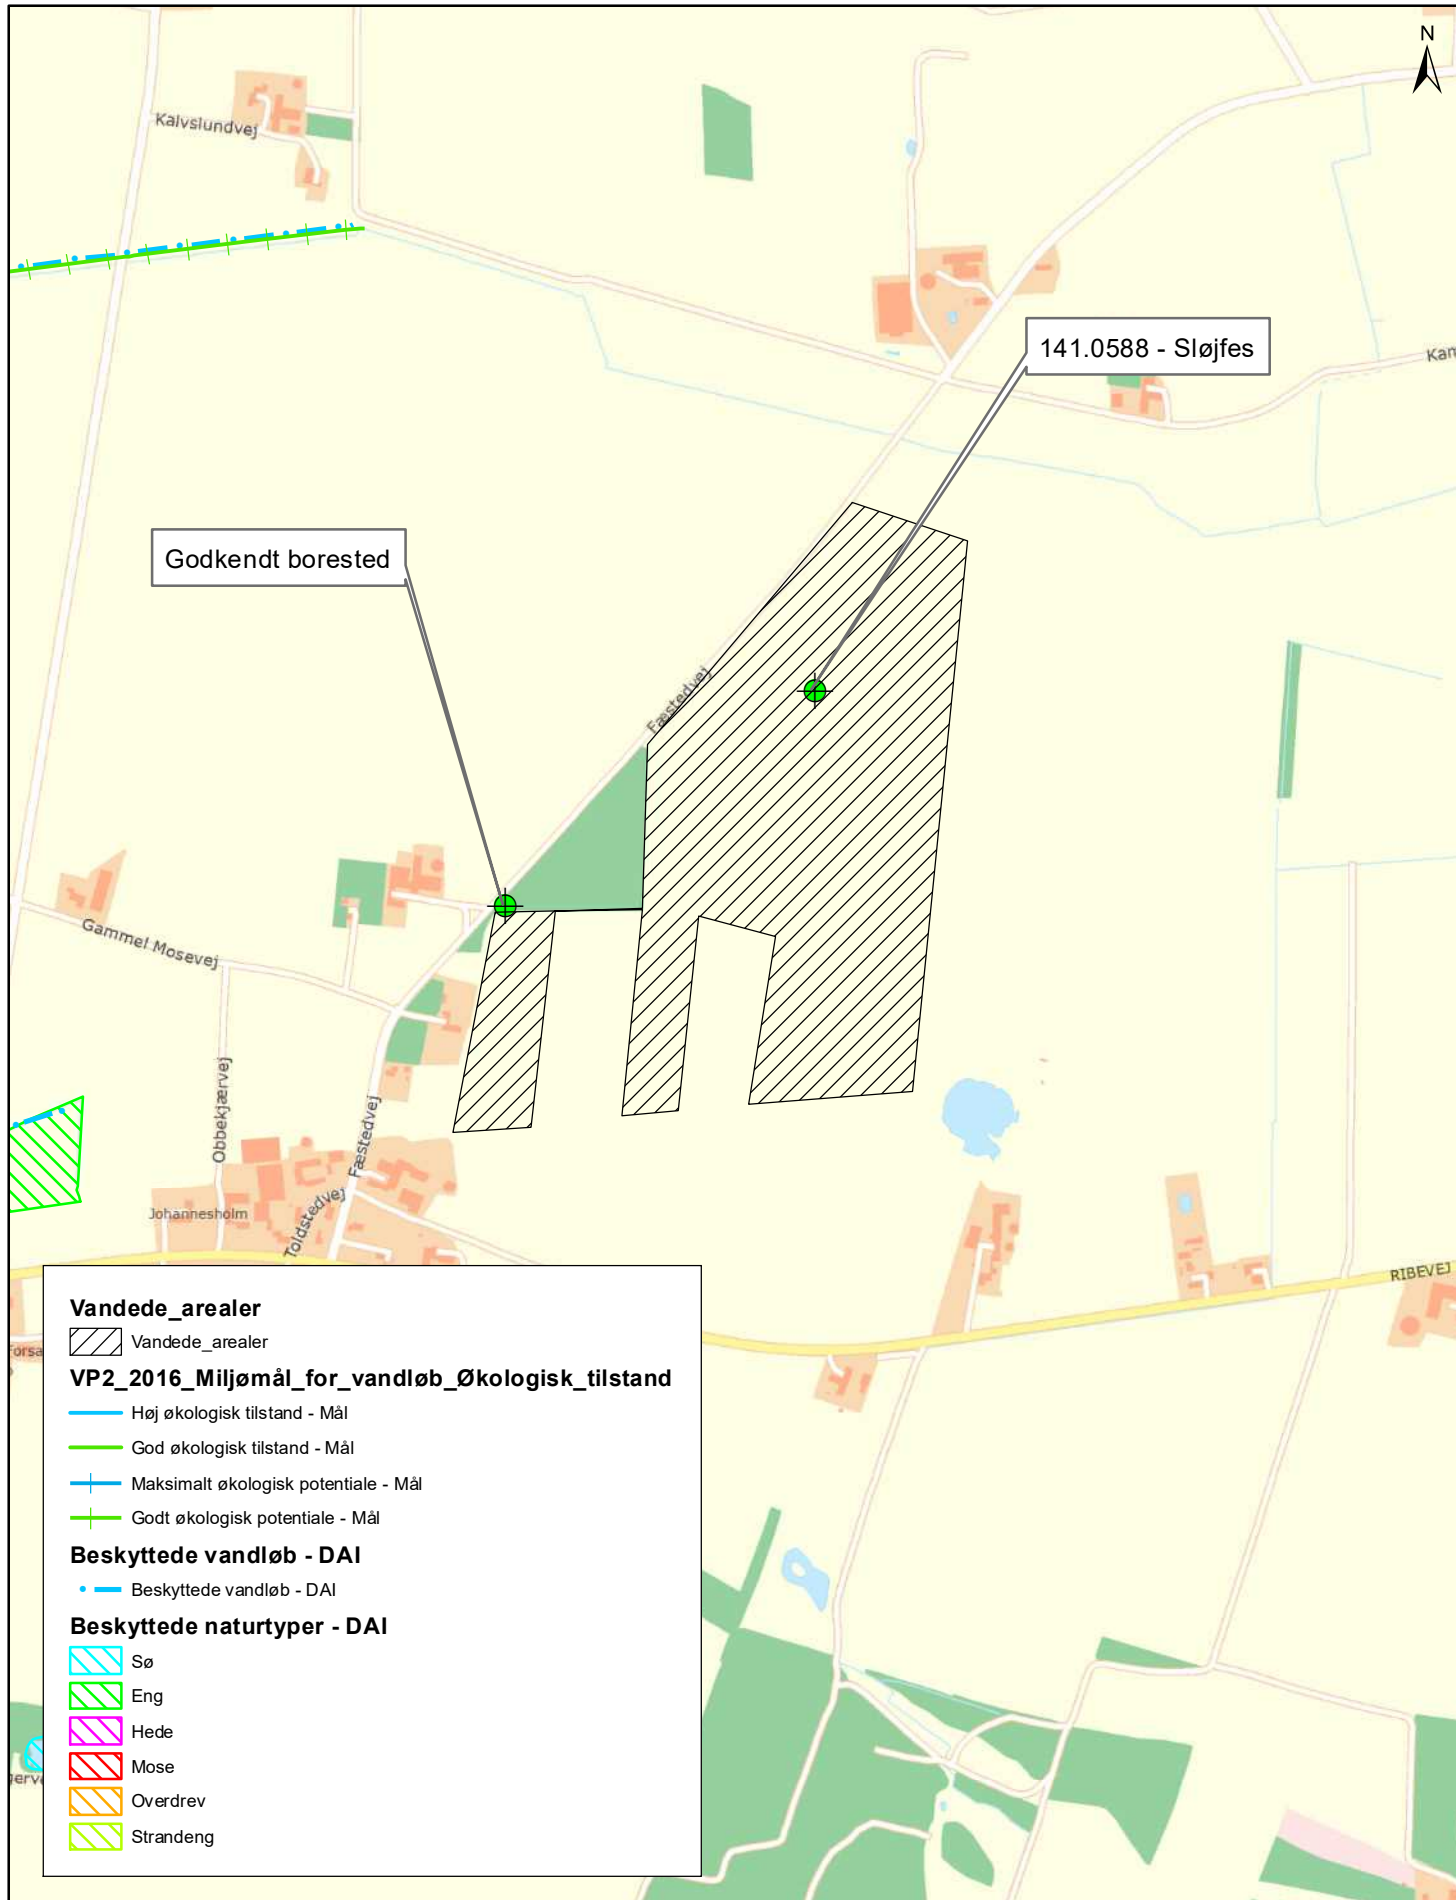 N
Kalvslundvej
141.0588 - Sløjfes
Godkendt borested
Fæstedvej
Gammel Mosevej
Obbekjærvej
Fæstedvej
Johannesholm
Toldstedvej
RIBEVEJ
Vandede_arealer
Vandede_arealer
VP2_2016_Miljømål_for_vandløb_Økologisk_tilstand
Høj økologisk tilstand - Mål
God økologisk tilstand - Mål
Maksimalt økologisk potentiale - Mål
Godt økologisk potentiale - Mål
Beskyttede vandløb - DAI
Beskyttede vandløb - DAI
Beskyttede naturtyper - DAI
Sø
Eng
Hede
Mose
Overdrev
Strandeng